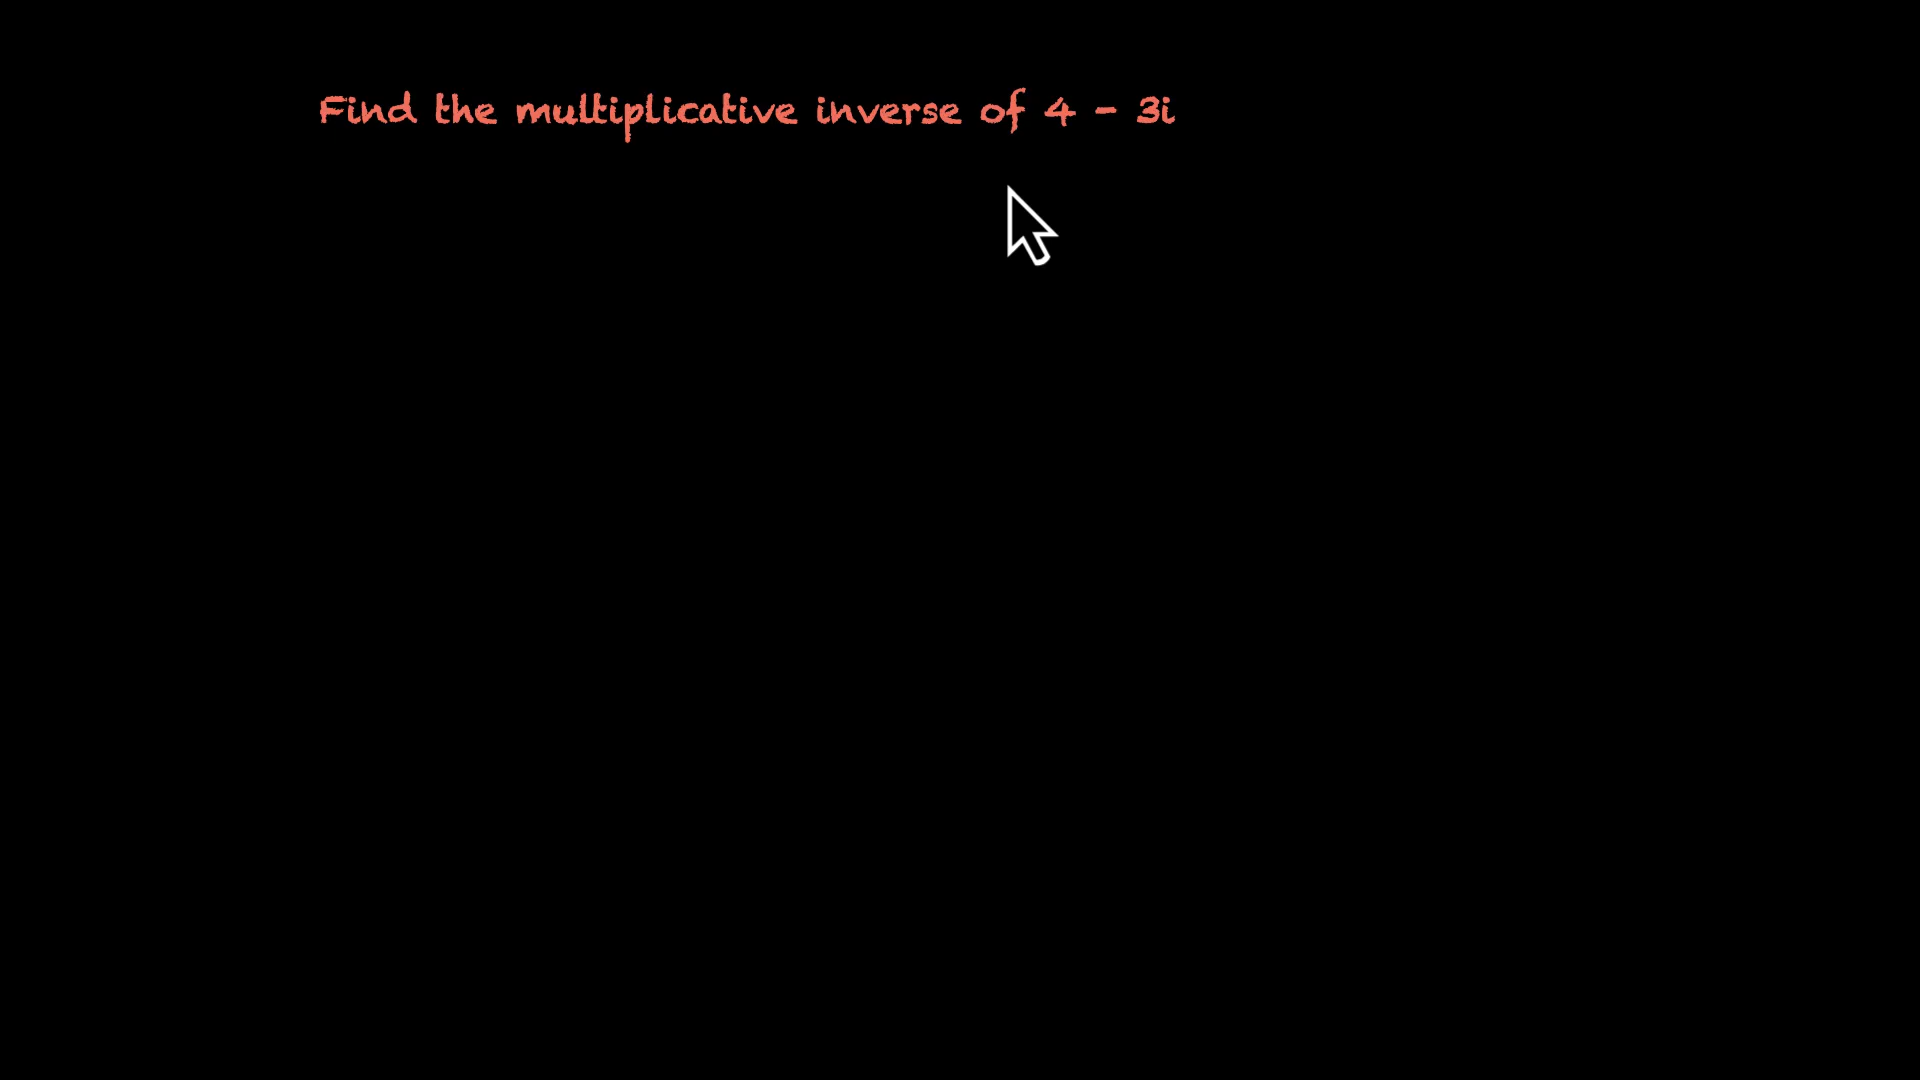 Find the multiplicative inverse of 4 - 3i